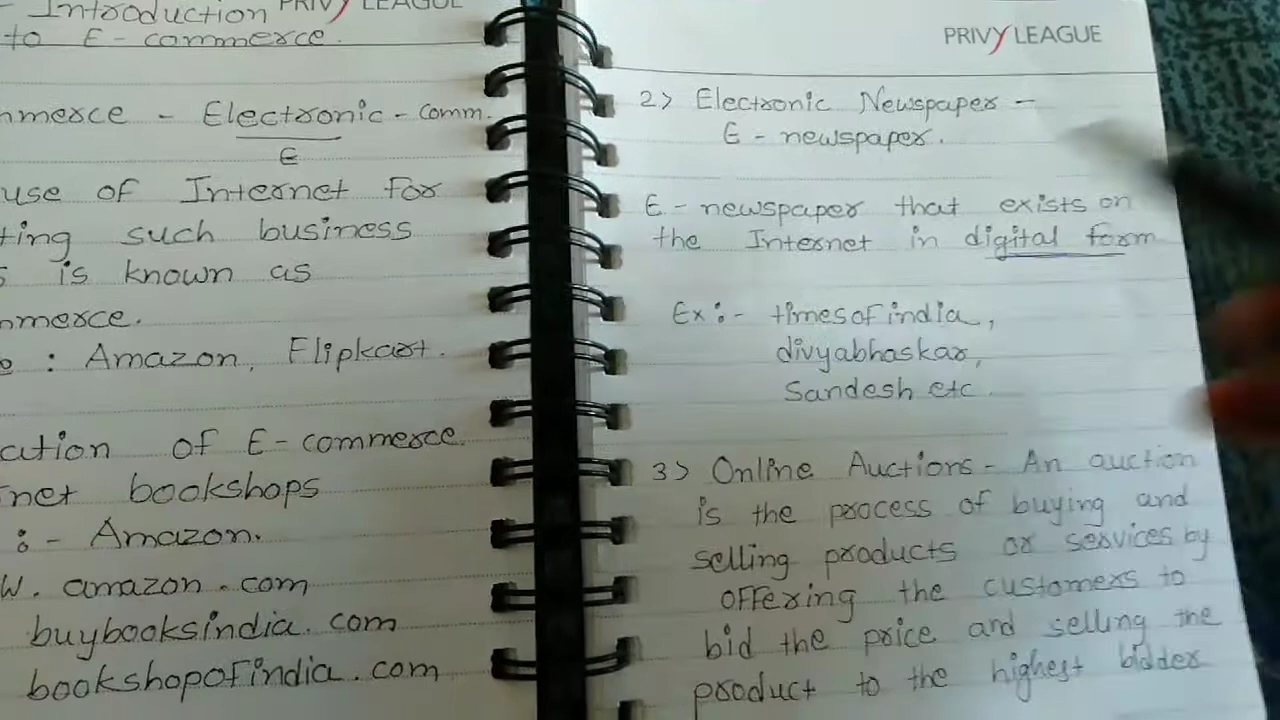 - Introduction PRIVY LEAGUE
to E-commerce.
mmerce - Electronic - Comm.
E
use of Internet for
ting such business
s is known as
mmerce.
: Amazon, Flipkart.
cation of E-commerce.
net bookshops
:- Amazon.
W. amazon.com
buybooksindia.com
bookshopofindia.com
PRIVY LEAGUE
2) Electronic Newspaper -
E-newspaper.
E-newspaper that exists on
the Internet in digital form
Ex:- timesofindia,
divyabhaskar,
Sandesh etc.
3) Online Auctions - An auction
is the process of buying and
selling products or services by
offering the customers to
bid the price and selling the
product to the highest bidder